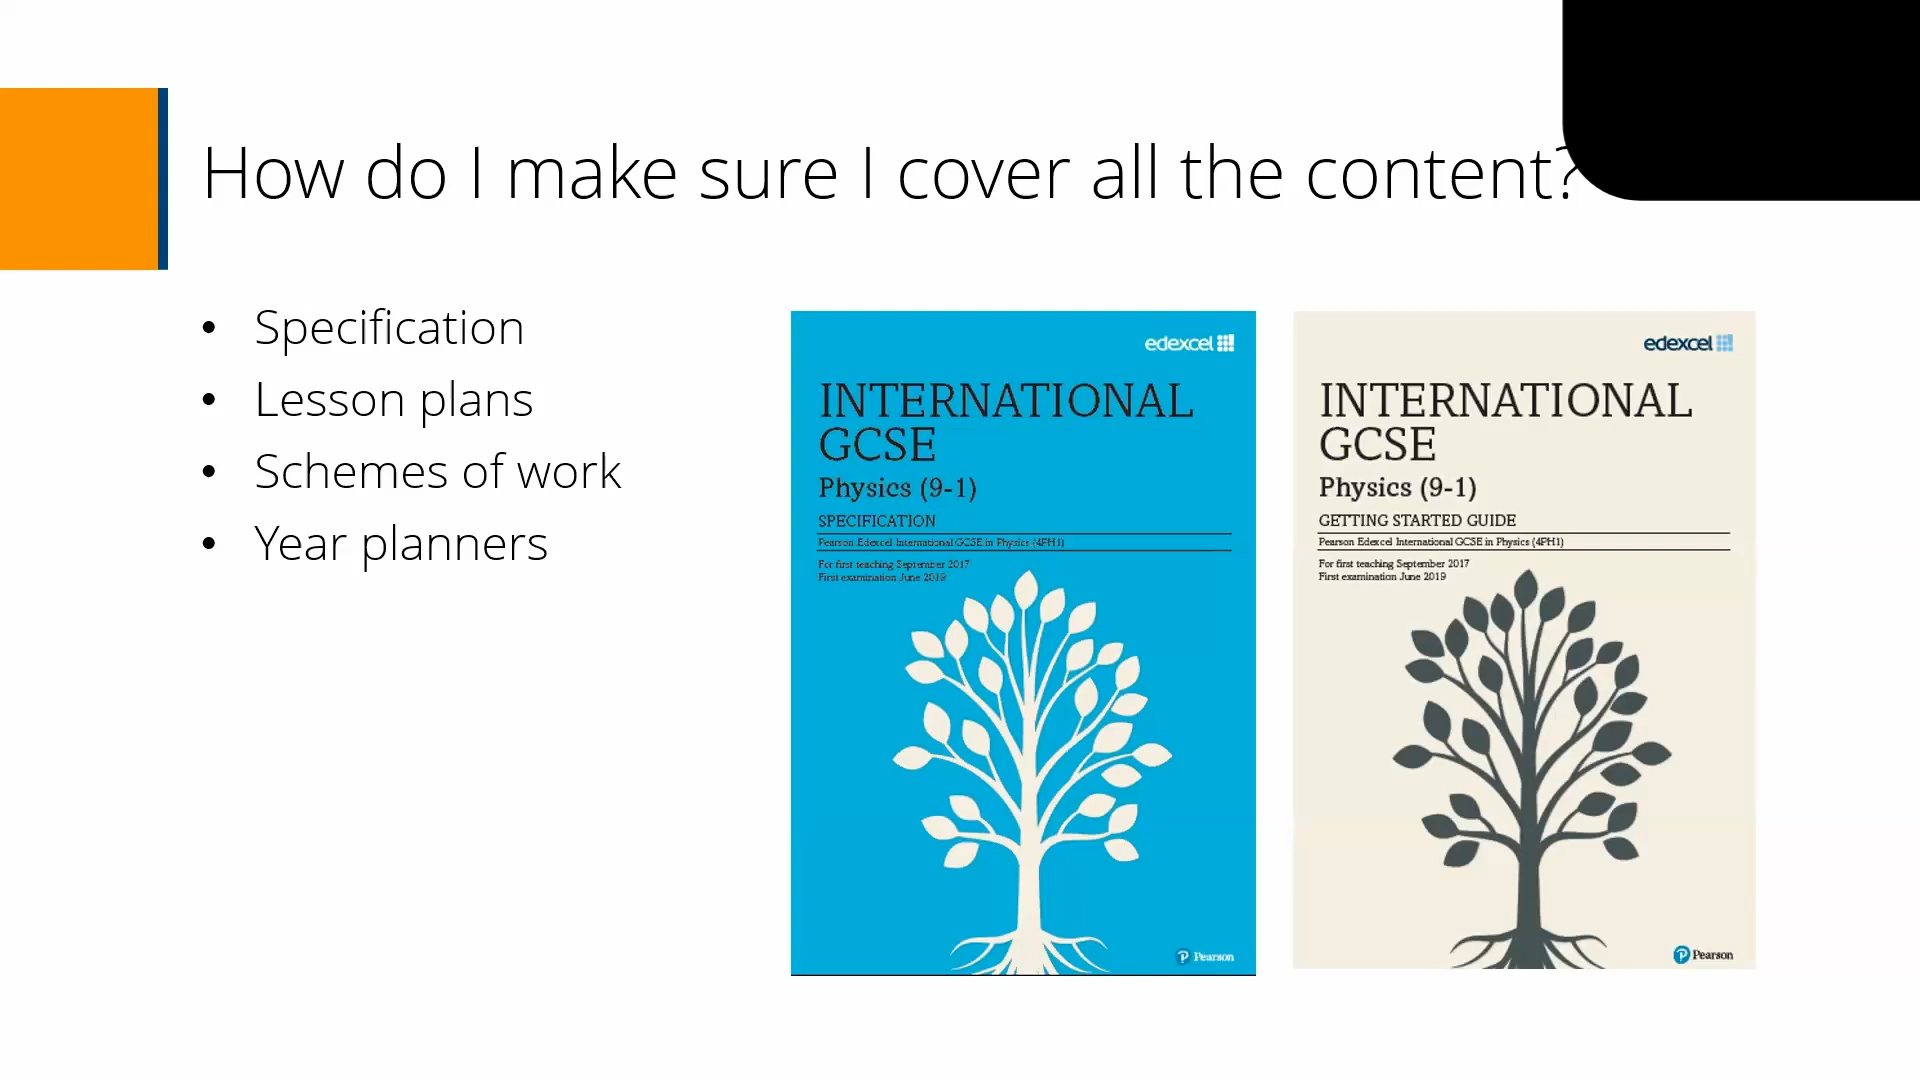 How do I make sure I cover all the content?
• Specification
• Lesson plans
• Schemes of work
• Year planners
edexcel
INTERNATIONAL
GCSE
Physics (9-1)
SPECIFICATION
Pearson Edexcel International GCSE in Physics (4PH1)
For first teaching September 2017
First examination June 2019
Pearson
edexcel
INTERNATIONAL
GCSE
Physics (9-1)
GETTING STARTED GUIDE
Pearson Edexcel International GCSE in Physics (4PH1)
For first teaching September 2017
First examination June 2019
Pearson